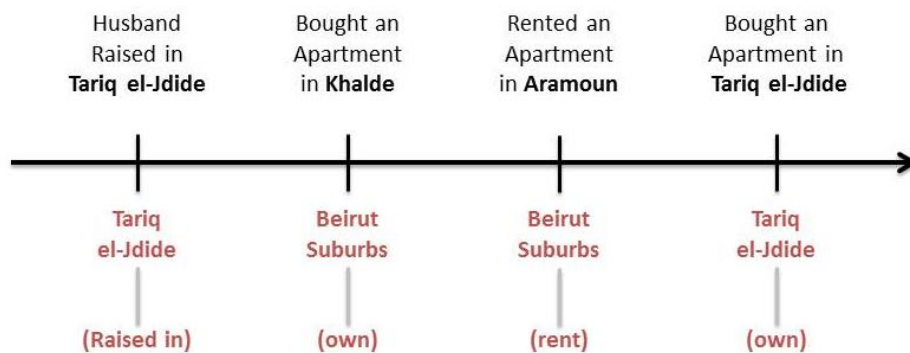 Husband
Raised in
Tariq el-Jdide
Bought an
Apartment
in Khalde
Rented an
Apartment
in Aramoun
Bought an
Apartment in
Tariq el-Jdide
Tariq
el-Jdide
Beirut
Suburbs
Beirut
Suburbs
Tariq
el-Jdide
(Raised in)
(own)
(rent)
(own)